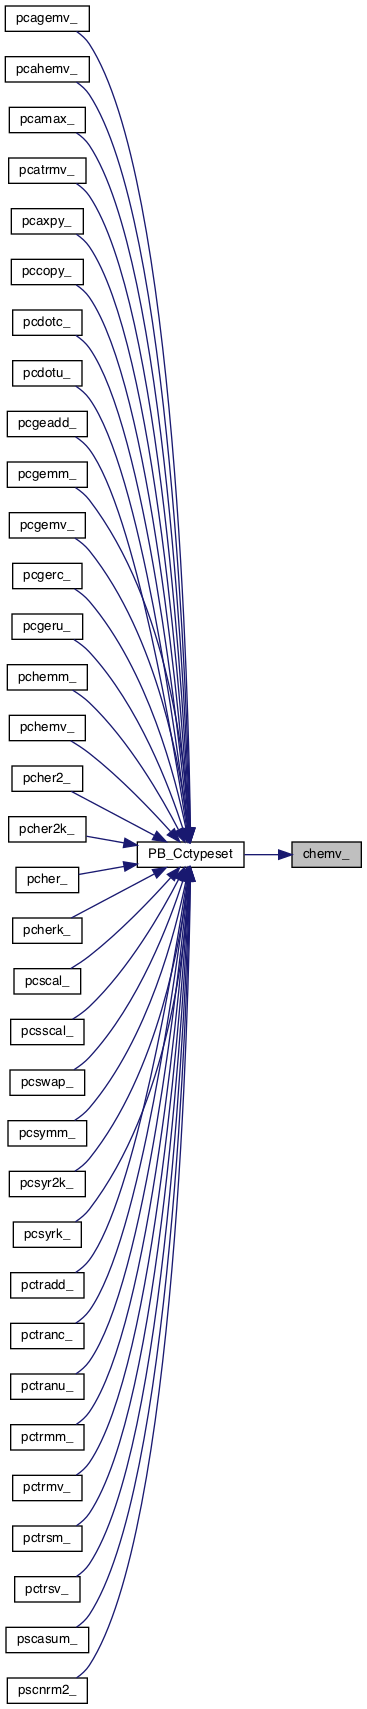 pcagemv_
pcahemv_
pcamax_
pcatrmv_
pcaxpy_
pccopy_
pcdotc_
pcdotu_
pcgeadd_
pcgemm_
pcgemv_
pcgerc_
pcgeru_
pchemm_
pchemv_
pcher2_
pcher2k_
PB_Cctypeset
chemv_
pcher_
pcherk_
pcscal_
pcsscal_
pcswap_
pcsymm_
pcsyr2k_
pcsyrk_
pctradd_
pctranc_
pctranu_
pctrmm_
pctrmv_
pctrsm_
pctrsv_
pscasum_
pscnrm2_